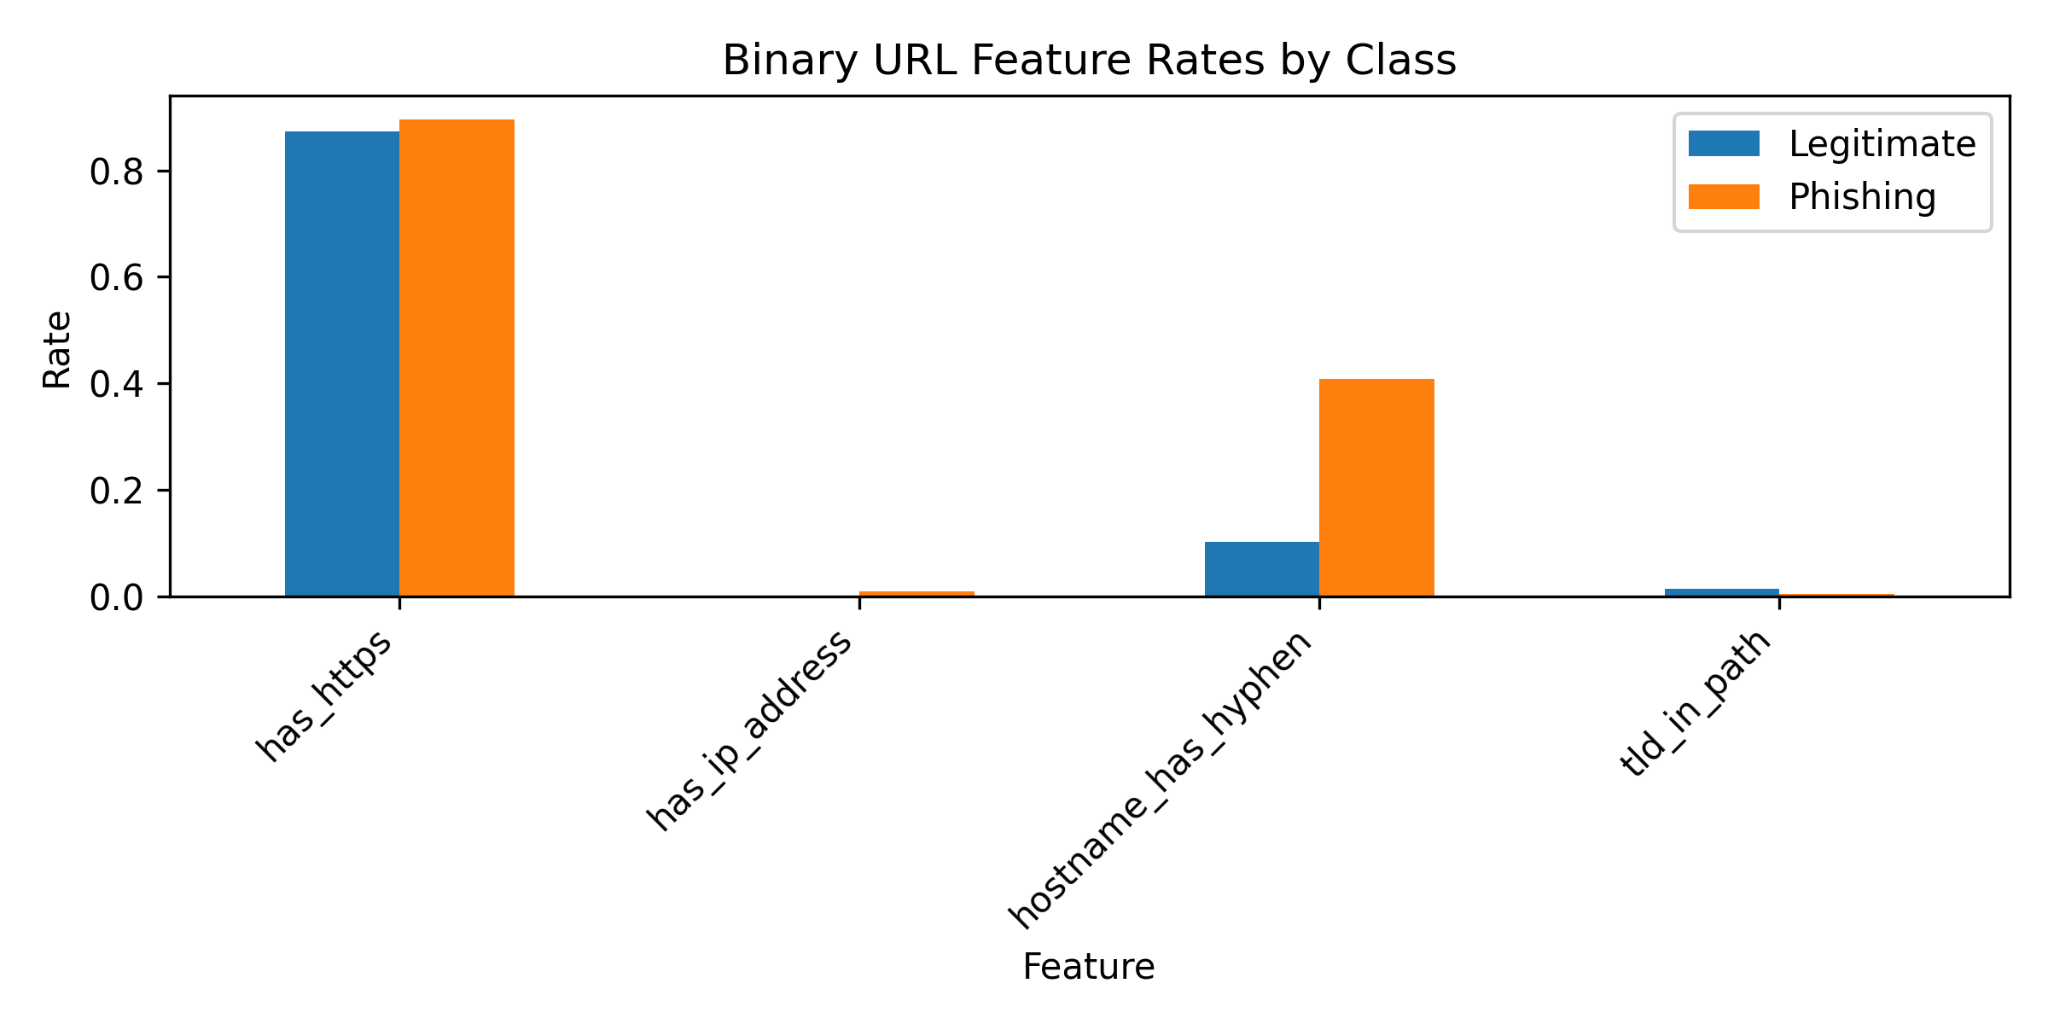 Binary URL Feature Rates by Class
Legitimate
Phishing
Rate
0.8
0.6
0.4
0.2
0.0
has_https
has_ip_address
hostname_has_hyphen
tld_in_path
Feature